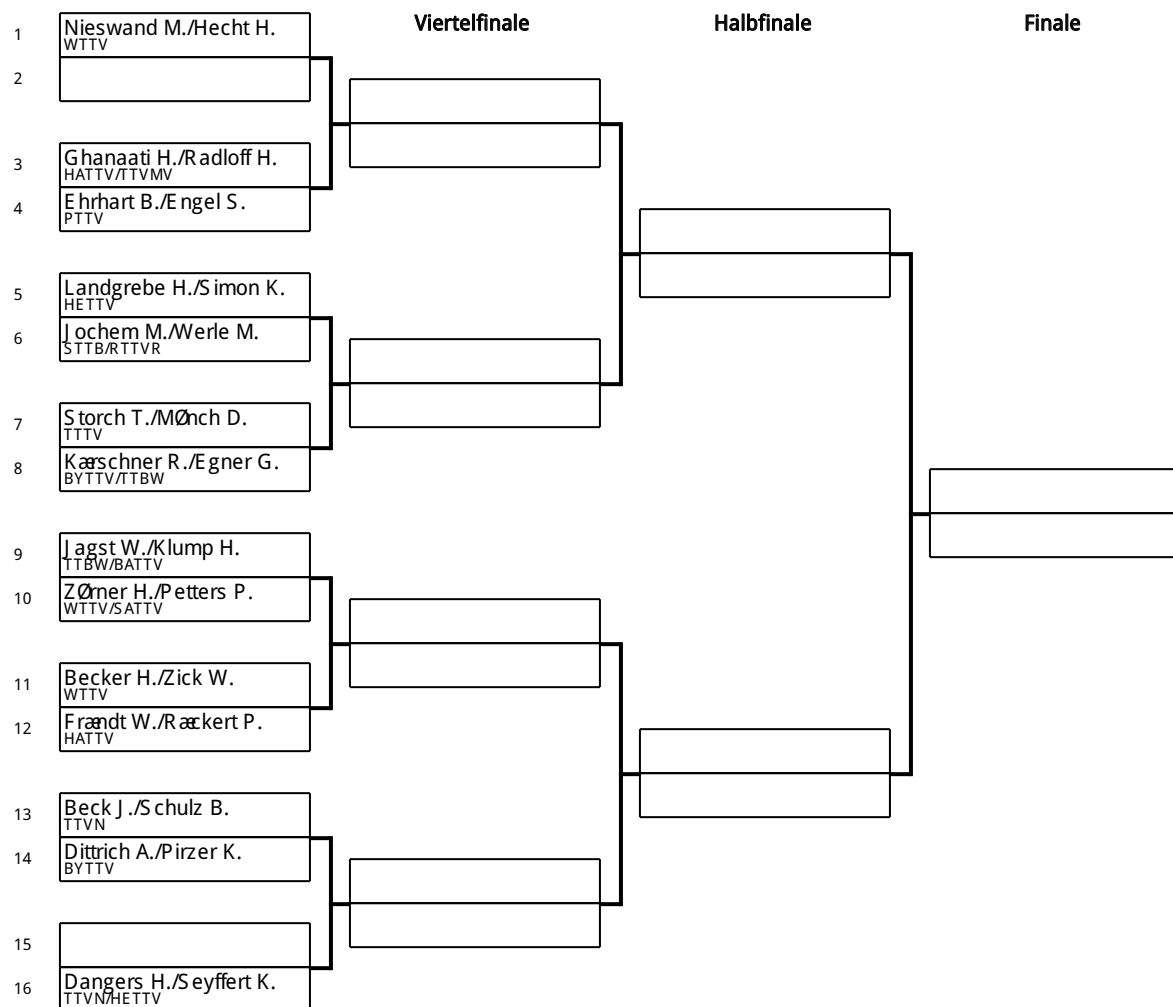 Viertelfinale Halbfinale Finale
1 Nieswand M./Hecht H.
WTTV
2
3 Ghanaati H./Radloff H.
HATTV/TTVMV
4 Ehrhart B./Engel S.
PTTV
5 Landgrebe H./Simon K.
HETTV
6 Jochem M./Werle M.
STTB/RTTVR
7 Storch T./MØnch D.
TTTV
8 Kærschner R./Egner G.
BYTTV/TTBW
9 Jagst W./Klump H.
TTBW/BATTV
10 ZØrner H./Petters P.
WTTV/SATTV
11 Becker H./Zick W.
WTTV
12 Frændt W./Ræckert P.
HATTV
13 Beck J./Schulz B.
TTVN
14 Dittrich A./Pirzer K.
BYTTV
15
16 Dangers H./Seyffert K.
TTVN/HETTV